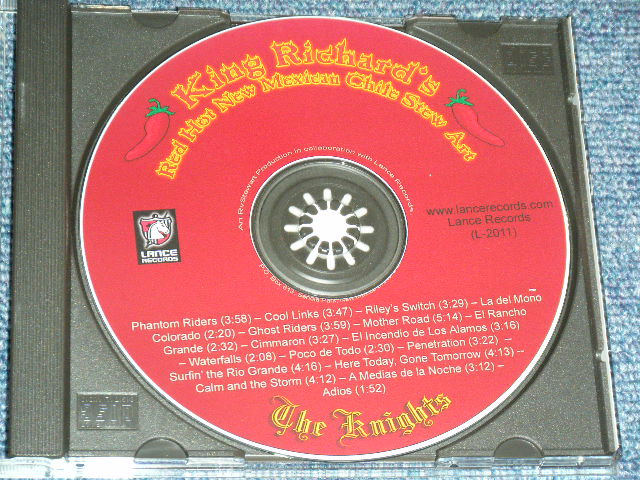 King Richard's
Red Hot New Mexican Chile Stew Art
An R/Stewart Production in collaboration with Lance Records
www.lancerecords.com
Lance Records
(L-2011)
LANCE
RECORDS
Phantom Riders (3:58) – Cool Links (3:47) – Riley's Switch (3:29) – La del Mono
Colorado (2:20) – Ghost Riders (3:59) – Mother Road (5:14) – El Rancho
Grande (2:32) – Cimmaron (3:27) – El Incendio de Los Alamos (3:16)
– Waterfalls (2:08) – Poco de Todo (2:30) – Penetration (3:22) –
Surfin' the Rio Grande (4:16) – Here Today, Gone Tomorrow (4:13) –
Calm and the Storm (4:12) – A Medias de la Noche (3:12) –
Adios (1:52)
The Knights